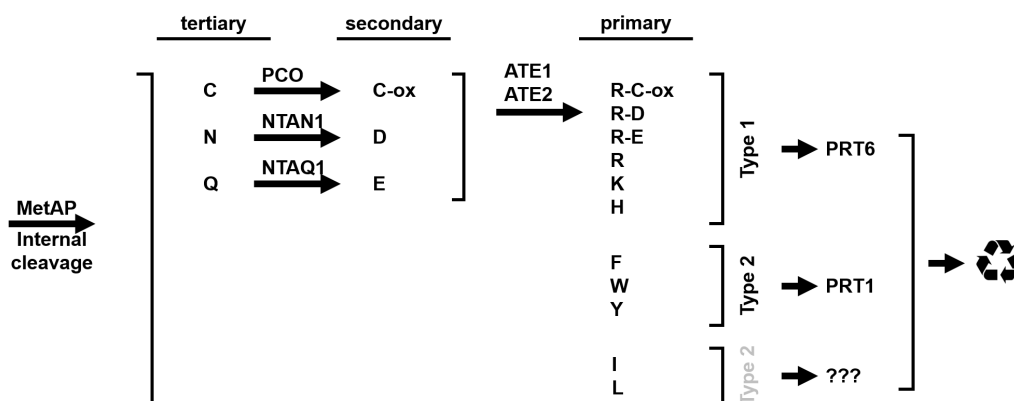 tertiary secondary primary
C PCO C-ox ATE1 R-C-ox
ATE2 R-D
N NTAN1 D R-E
R
Q NTAQ1 E K
H
Type 1 PRT6
MetAP
Internal
cleavage
F
W
Y
Type 2 PRT1
I
L
Type 2 ???